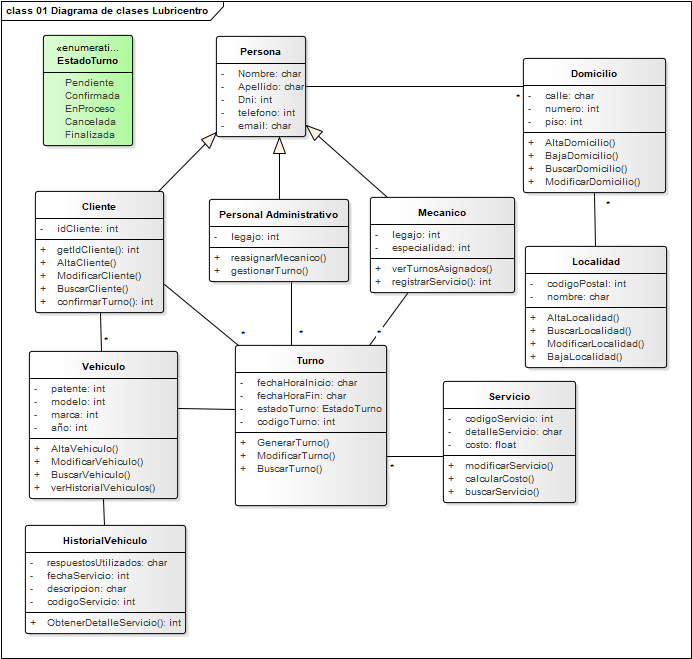 class 01 Diagrama de clases Lubricentro
«enumerati...
EstadoTurno
Pendiente
Confirmada
EnProceso
Cancelada
Finalizada
Persona
- Nombre: char
- Apellido: char
- Dni: int
- telefono: int
- email: char
Domicilio
- calle: char
- numero: int
- piso: int
+ AltaDomicilio()
+ BajaDomicilio()
+ BuscarDomicilio()
+ ModificarDomicilio()
*
*
Cliente
- idCliente: int
+ getIdCliente(): int
+ AltaCliente()
+ ModificarCliente()
+ BuscarCliente()
+ confirmarTurno(): int
Personal Administrativo
- legajo: int
+ reasignarMecanico()
+ gestionarTurno()
Mecanico
- legajo: int
- especialidad: int
+ verTurnosAsignados()
+ registrarServicio(): int
Localidad
- codigoPostal: int
- nombre: char
+ AltaLocalidad()
+ BuscarLocalidad()
+ ModificarLocalidad()
+ BajaLocalidad()
*
*
*
*
Vehiculo
- patente: int
- modelo: int
- marca: int
- año: int
+ AltaVehiculo()
+ ModificarVehiculo()
+ BuscarVehiculo()
+ verHistorialVehiculos()
Turno
- fechaHoraInicio: char
- fechaHoraFin: char
- estadoTurno: EstadoTurno
- codigoTurno: int
+ GenerarTurno()
+ ModificarTurno()
+ BuscarTurno()
*
Servicio
- codigoServicio: int
- detalleServicio: char
- costo: float
+ modificarServicio()
+ calcularCosto()
+ buscarServicio()
HistorialVehiculo
- respuestosUtilizados: char
- fechaServicio: int
- descripcion: char
- codigoServicio: int
+ ObtenerDetalleServicio(): int